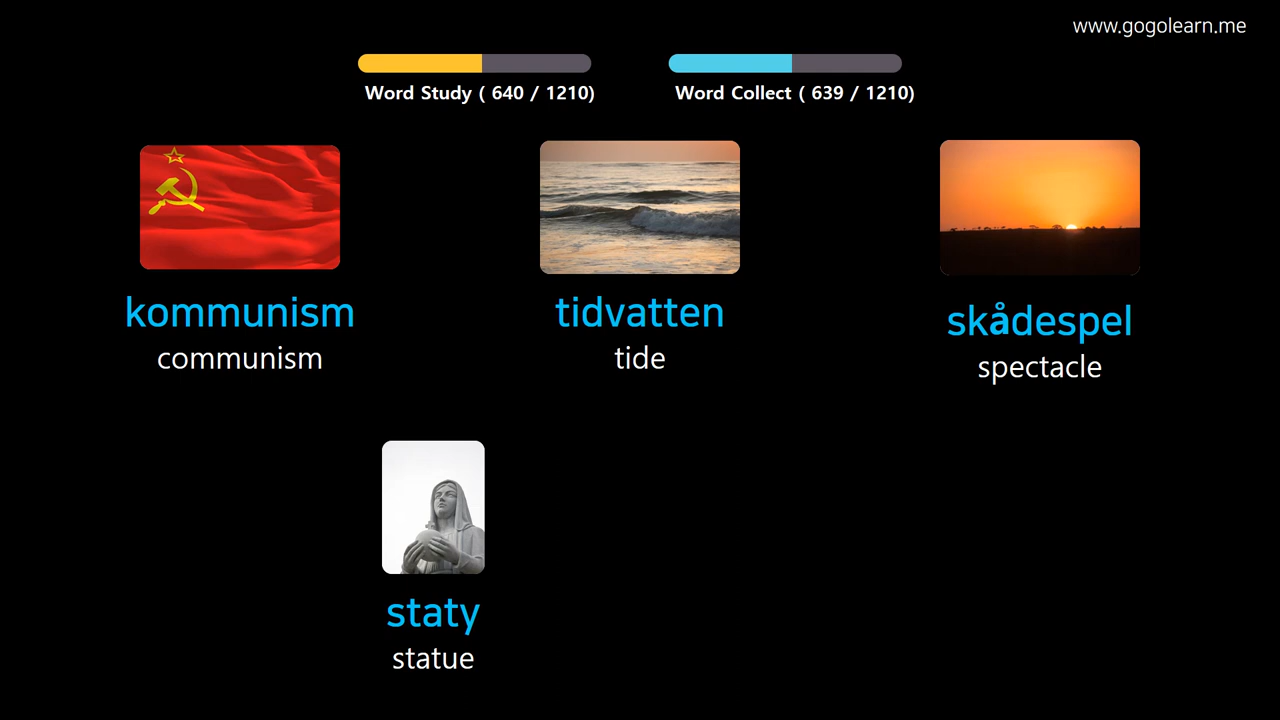 www.gogolearn.me
Word Study ( 640 / 1210)
Word Collect ( 639 / 1210)
kommunism
communism
tidvatten
tide
skådespel
spectacle
staty
statue